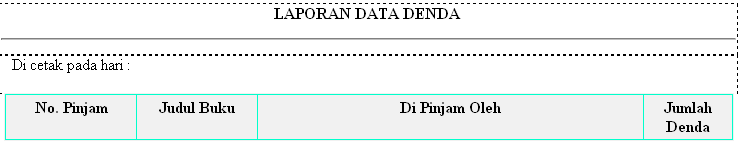 LAPORAN DATA DENDA
Di cetak pada hari :
No. Pinjam Judul Buku Di Pinjam Oleh Jumlah
Denda